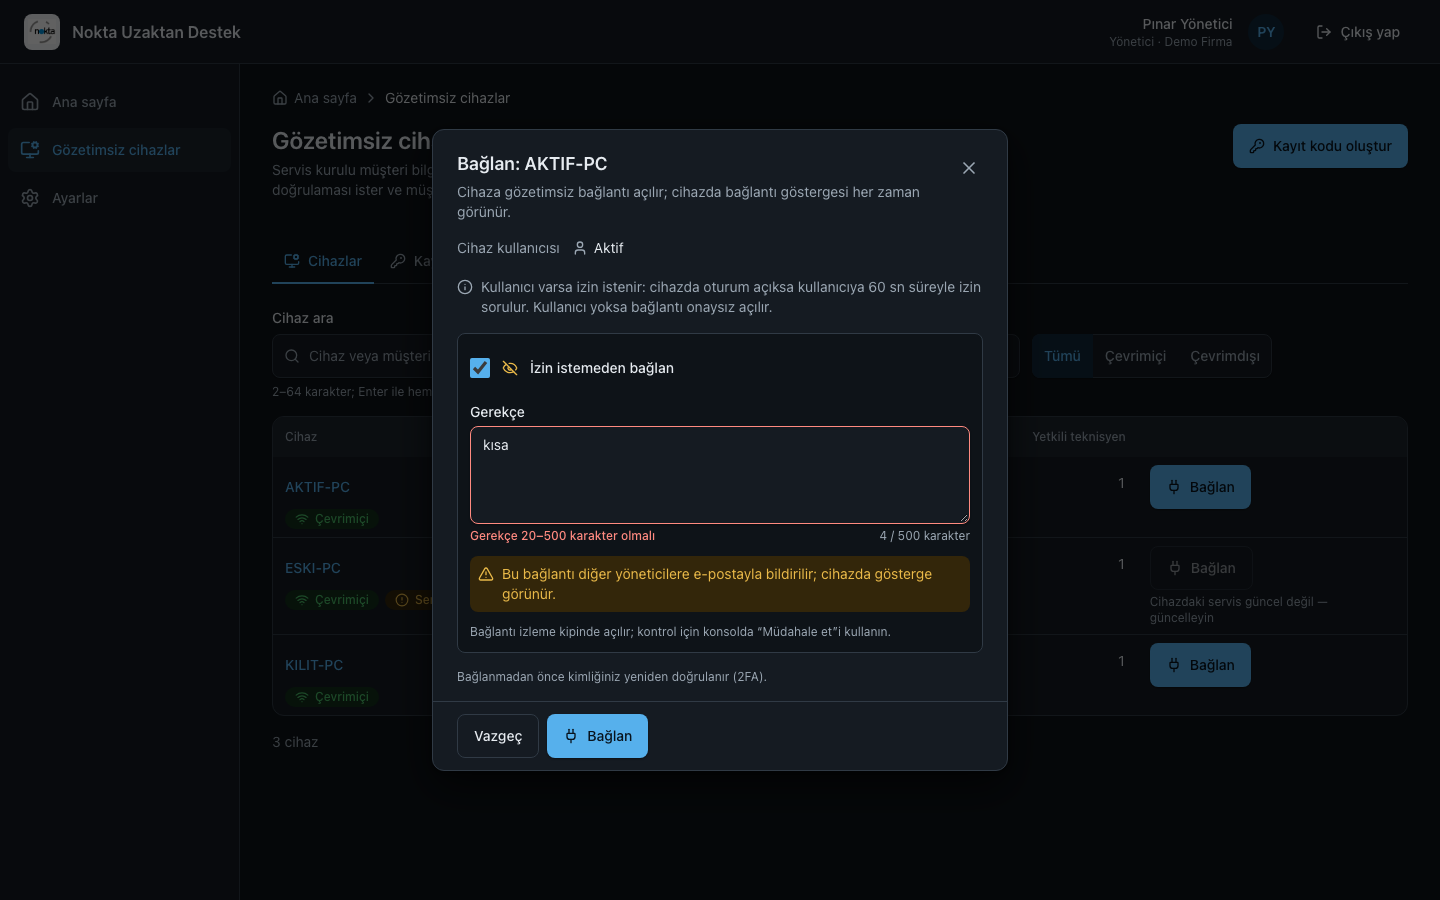 nokta
Nokta Uzaktan Destek
Pınar Yönetici
Yönetici · Demo Firma
PY
Çıkış yap
Ana sayfa
Gözetimsiz cihazlar
Ayarlar
Ana sayfa > Gözetimsiz cihazlar
Gözetimsiz cih
Servis kurulu müşteri bilg
doğrulaması ister ve müş
Kayıt kodu oluştur
Cihazlar
Ka
Cihaz ara
Cihaz veya müşteri
2–64 karakter; Enter ile hem
Tümü
Çevrimiçi
Çevrimdışı
Cihaz
Yetkili teknisyen
AKTIF-PC
Çevrimiçi
1
Bağlan
ESKI-PC
Çevrimiçi
Ser
1
Bağlan
Cihazdaki servis güncel değil —
güncelleyin
KILIT-PC
Çevrimiçi
1
Bağlan
3 cihaz
Bağlan: AKTIF-PC
Cihaza gözetimsiz bağlantı açılır; cihazda bağlantı göstergesi her zaman
görünür.
Cihaz kullanıcısı Aktif
Kullanıcı varsa izin istenir: cihazda oturum açıksa kullanıcıya 60 sn süreyle izin
sorulur. Kullanıcı yoksa bağlantı onaysız açılır.
İzin istemeden bağlan
Gerekçe
kısa
Gerekçe 20–500 karakter olmalı
4 / 500 karakter
Bu bağlantı diğer yöneticilere e-postayla bildirilir; cihazda gösterge
görünür.
Bağlantı izleme kipinde açılır; kontrol için konsolda “Müdahale et”i kullanın.
Bağlanmadan önce kimliğiniz yeniden doğrulanır (2FA).
Vazgeç
Bağlan